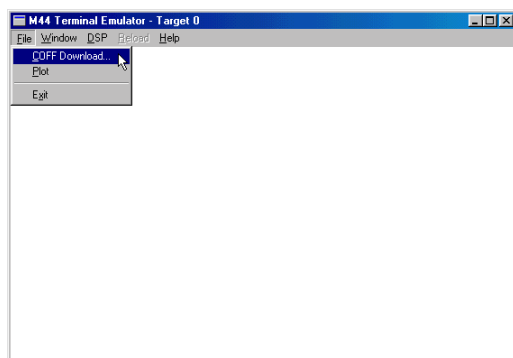 M44 Terminal Emulator - Target 0
File Window DSP Reload Help
COFF Download...
Plot
Exit